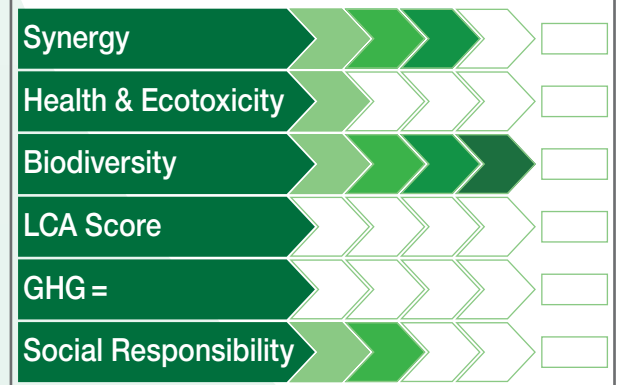 Synergy
Health & Ecotoxicity
Biodiversity
LCA Score
GHG =
Social Responsibility